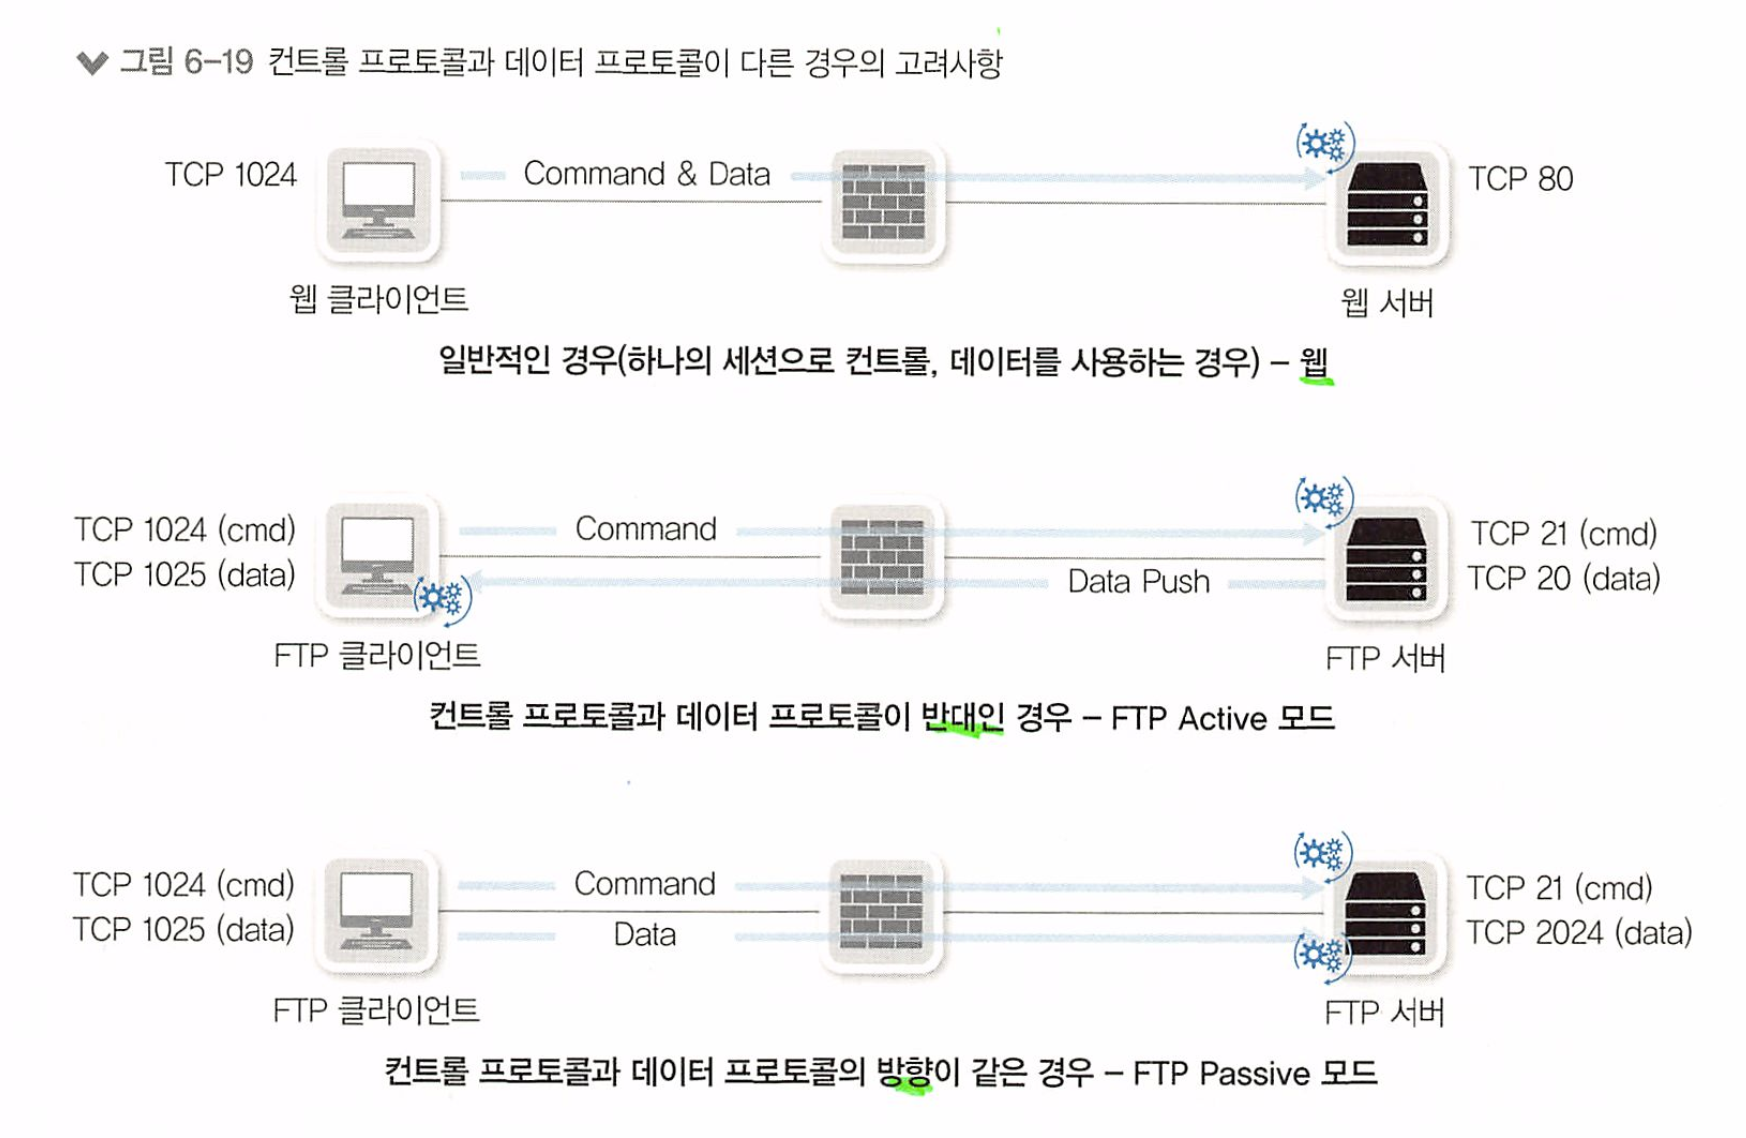 그림 6-19 컨트롤 프로토콜과 데이터 프로토콜이 다른 경우의 고려사항
TCP 1024
Command & Data
TCP 80
웹 클라이언트
웹 서버
일반적인 경우(하나의 세션으로 컨트롤, 데이터를 사용하는 경우) – 웹
TCP 1024 (cmd)
Command
TCP 21 (cmd)
TCP 1025 (data)
Data Push
TCP 20 (data)
FTP 클라이언트
FTP 서버
컨트롤 프로토콜과 데이터 프로토콜이 반대인 경우 – FTP Active 모드
TCP 1024 (cmd)
Command
TCP 21 (cmd)
TCP 1025 (data)
Data
TCP 2024 (data)
FTP 클라이언트
FTP 서버
컨트롤 프로토콜과 데이터 프로토콜의 방향이 같은 경우 – FTP Passive 모드